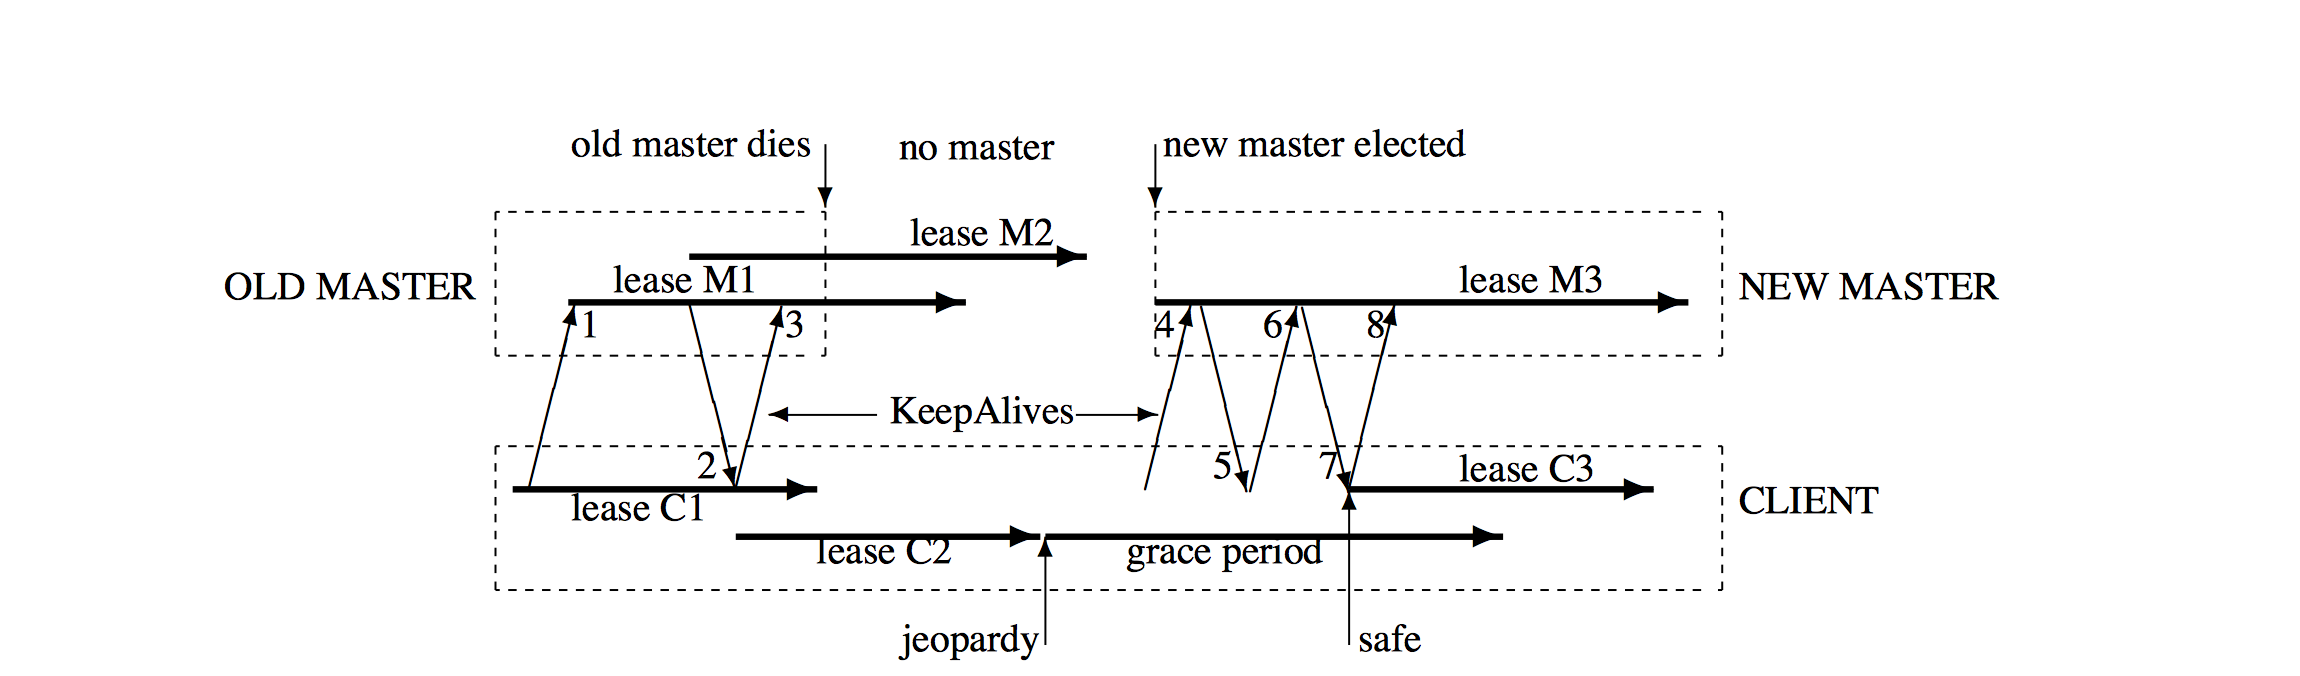 old master dies
no master
new master elected
lease M2
OLD MASTER
lease M1
lease M3
NEW MASTER
1
3
4
6
8
KeepAlives
2
5
7
lease C3
lease C1
CLIENT
lease C2
grace period
jeopardy
safe